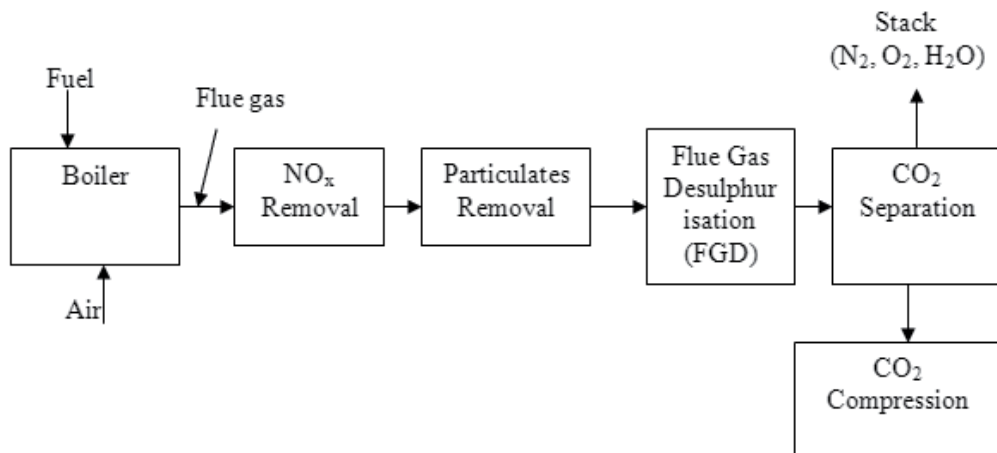 Stack
(N₂, O₂, H₂O)
Fuel
Flue gas
Boiler
NOₓ
Removal
Particulates
Removal
Flue Gas
Desulphur
isation
(FGD)
CO₂
Separation
Air
CO₂
Compression